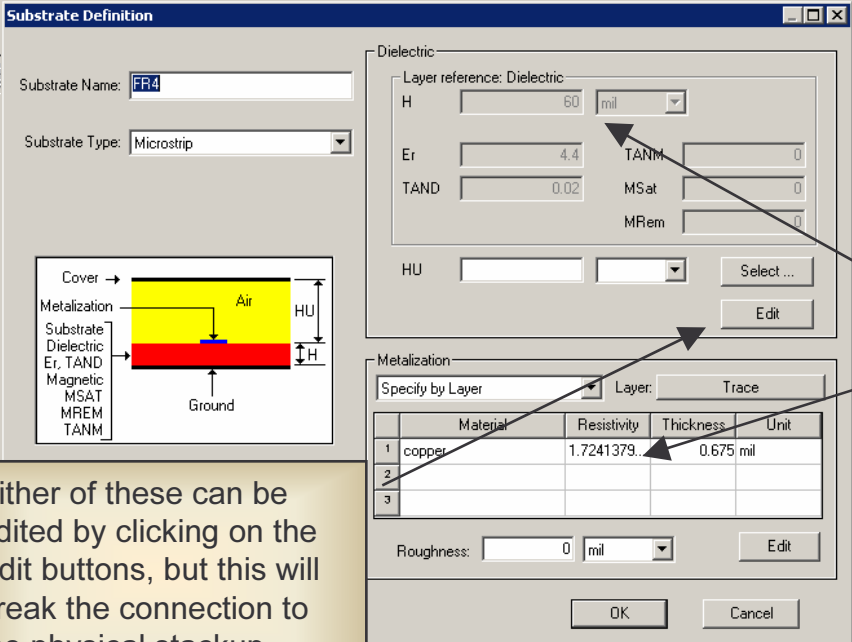 Substrate Definition
Substrate Name: FR4
Substrate Type: Microstrip
Cover
Metalization
Substrate
Dielectric
Er, TAND
Magnetic
MSAT
MREM
TANM
Air
HU
H
Ground
Dielectric
Layer reference: Dielectric
H 60 mil
Er 4.4 TANM 0
TAND 0.02 MSat 0
MRem 0
HU Select ...
Edit
Metalization
Specify by Layer Layer: Trace
Material Resistivity Thickness Unit
1 copper 1.7241379... 0.675 mil
2
3
Roughness: 0 mil Edit
OK Cancel
ither of these can be
dited by clicking on the
dit buttons, but this will
reak the connection to
physical stackup